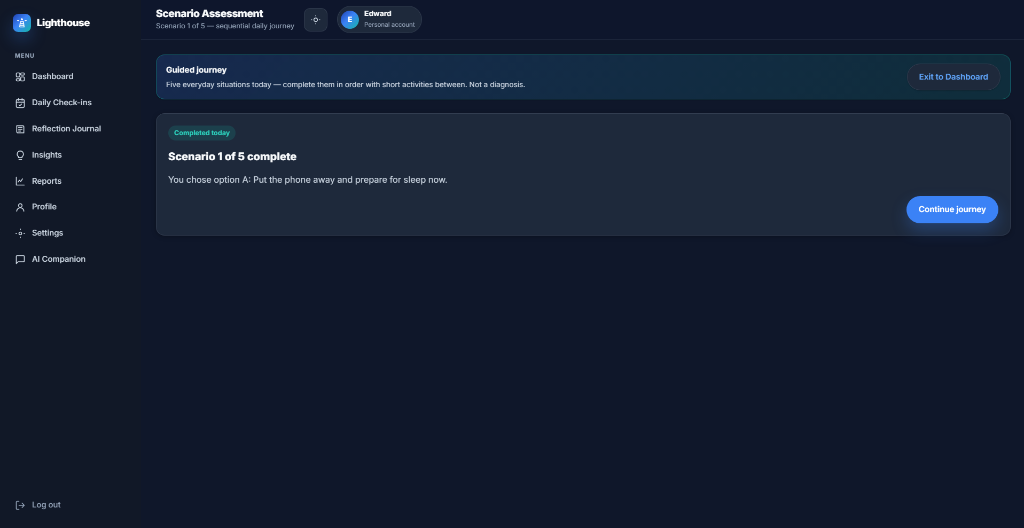 Lighthouse
MENU
Dashboard
Daily Check-ins
Reflection Journal
Insights
Reports
Profile
Settings
AI Companion
Log out
Scenario Assessment
Scenario 1 of 5 — sequential daily journey
E
Edward
Personal account
Guided journey
Five everyday situations today — complete them in order with short activities between. Not a diagnosis.
Exit to Dashboard
Completed today
Scenario 1 of 5 complete
You chose option A: Put the phone away and prepare for sleep now.
Continue journey